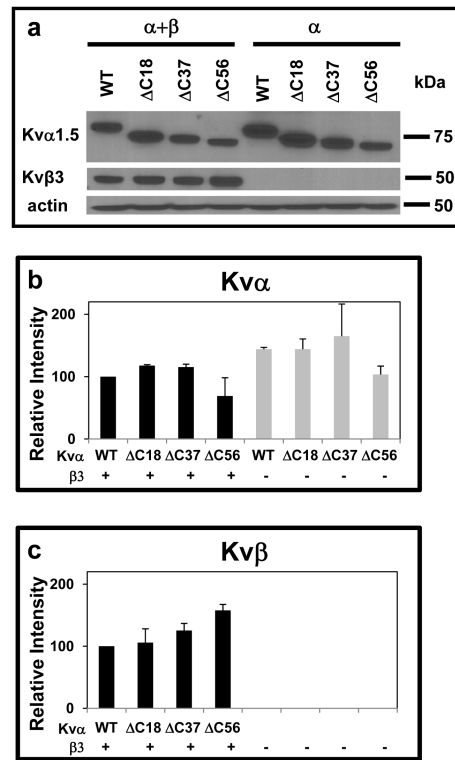 a
α+β α
WT ΔC18 ΔC37 ΔC56 WT ΔC18 ΔC37 ΔC56 kDa
Kvα1.5 75
Kvβ3 50
actin 50
b
Kvα
Relative Intensity
200
100
0
Kvα WT ΔC18 ΔC37 ΔC56 WT ΔC18 ΔC37 ΔC56
β3 + + + + - - - -
c
Kvβ
Relative Intensity
200
100
0
Kvα WT ΔC18 ΔC37 ΔC56
β3 + + + + - - - -